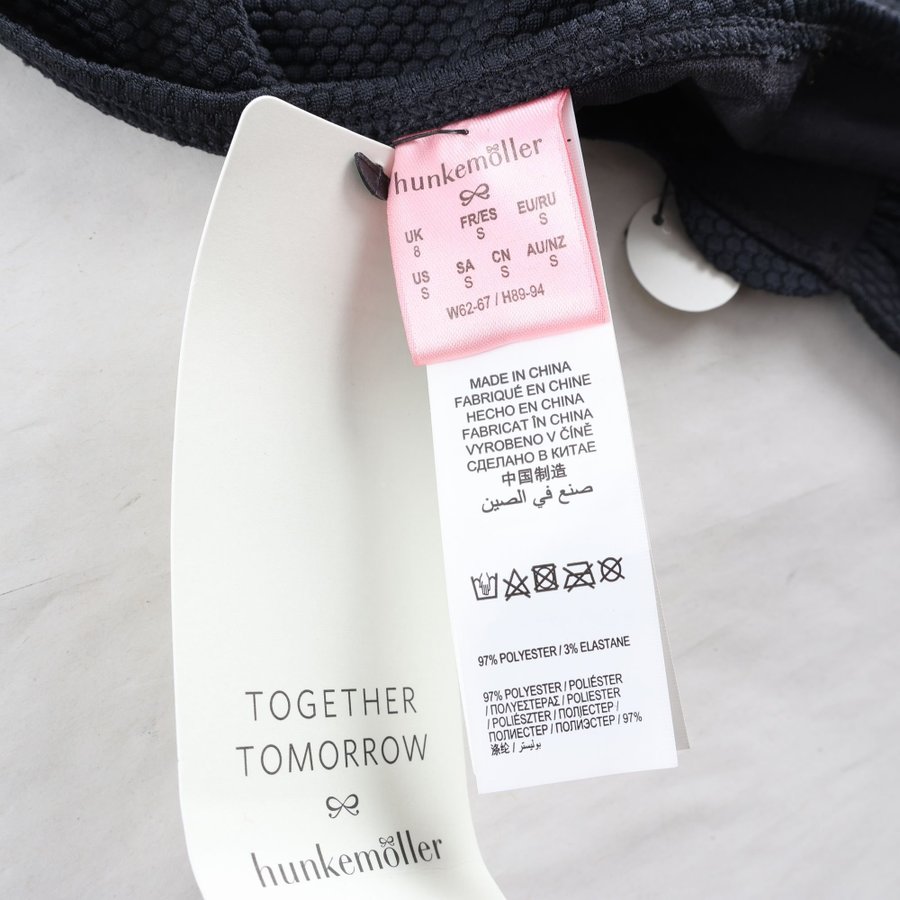 hunkemöller
UK FR/ES EU/RU
8 S S
US SA CN AU/NZ
S S S S
W62-67 / H89-94
MADE IN CHINA
FABRIQUÉ EN CHINE
HECHO EN CHINA
FABRICAT ÎN CHINA
VYROBENO V ČÍNĚ
СДЕЛАНО В КИТАЕ
中国制造
صنع في الصين
97% POLYESTER / 3% ELASTANE
97% POLYESTER / POLIÉSTER
/ ΠΟΛΥΕΣΤΕΡΑΣ / POLIESTER
/ POLIÉSZTER / ПОЛІЕСТЕР /
ПОЛИЕСТЕР / ПОЛИЭСТЕР / 97%
涤纶 / بوليستر
TOGETHER
TOMORROW
hunkemöller